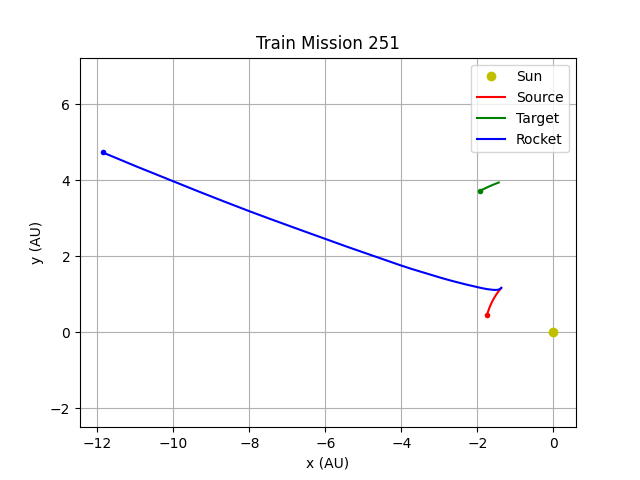 Train Mission 251
Sun
Source
Target
Rocket
y (AU)
6
4
2
0
−2
−12
−10
−8
−6
−4
−2
0
x (AU)